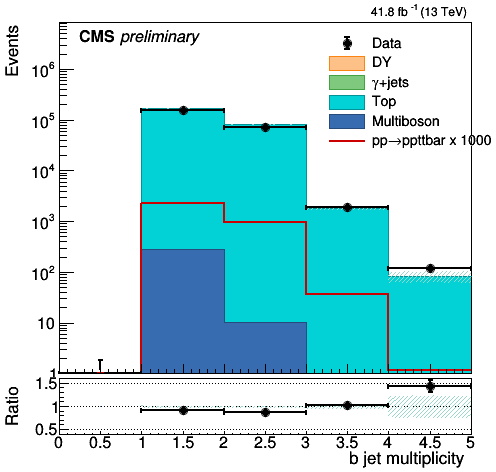 41.8 fb⁻¹ (13 TeV)
CMS preliminary
Events
Data
DY
γ+jets
Top
Multiboson
pp→ppttbar x 1000
10⁶
10⁵
10⁴
10³
10²
10
1
Ratio
1.5
1
0.5
0 0.5 1 1.5 2 2.5 3 3.5 4 4.5 5
b jet multiplicity